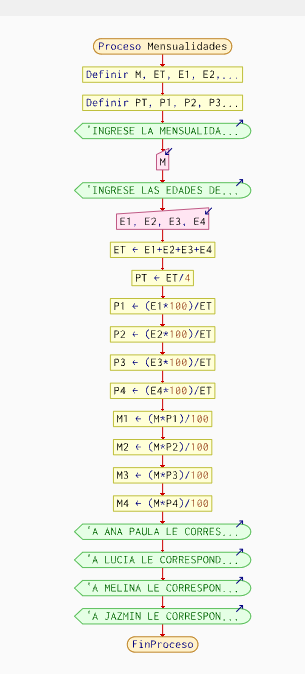 Proceso Mensualidades
Definir M, ET, E1, E2,...
Definir PT, P1, P2, P3...
'INGRESE LA MENSUALIDA...
M
'INGRESE LAS EDADES DE...
E1, E2, E3, E4
ET ← E1+E2+E3+E4
PT ← ET/4
P1 ← (E1*100)/ET
P2 ← (E2*100)/ET
P3 ← (E3*100)/ET
P4 ← (E4*100)/ET
M1 ← (M*P1)/100
M2 ← (M*P2)/100
M3 ← (M*P3)/100
M4 ← (M*P4)/100
'A ANA PAULA LE CORRES...
'A LUCIA LE CORRESPOND...
'A MELINA LE CORRESPON...
'A JAZMIN LE CORRESPON...
FinProceso